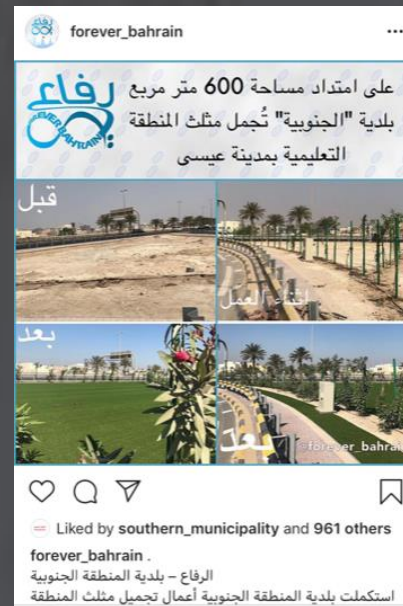 forever_bahrain
رفاع
FOREVER BAHRAIN
على امتداد مساحة 600 متر مربع
بلدية "الجنوبية" تُجمل مثلث المنطقة
التعليمية بمدينة عيسى
قبل
اثناء العمل
بعد
بعد
@forever_bahrain
Liked by southern_municipality and 961 others
forever_bahrain .
الرفاع – بلدية المنطقة الجنوبية
استكملت بلدية المنطقة الجنوبية أعمال تجميل مثلث المنطقة